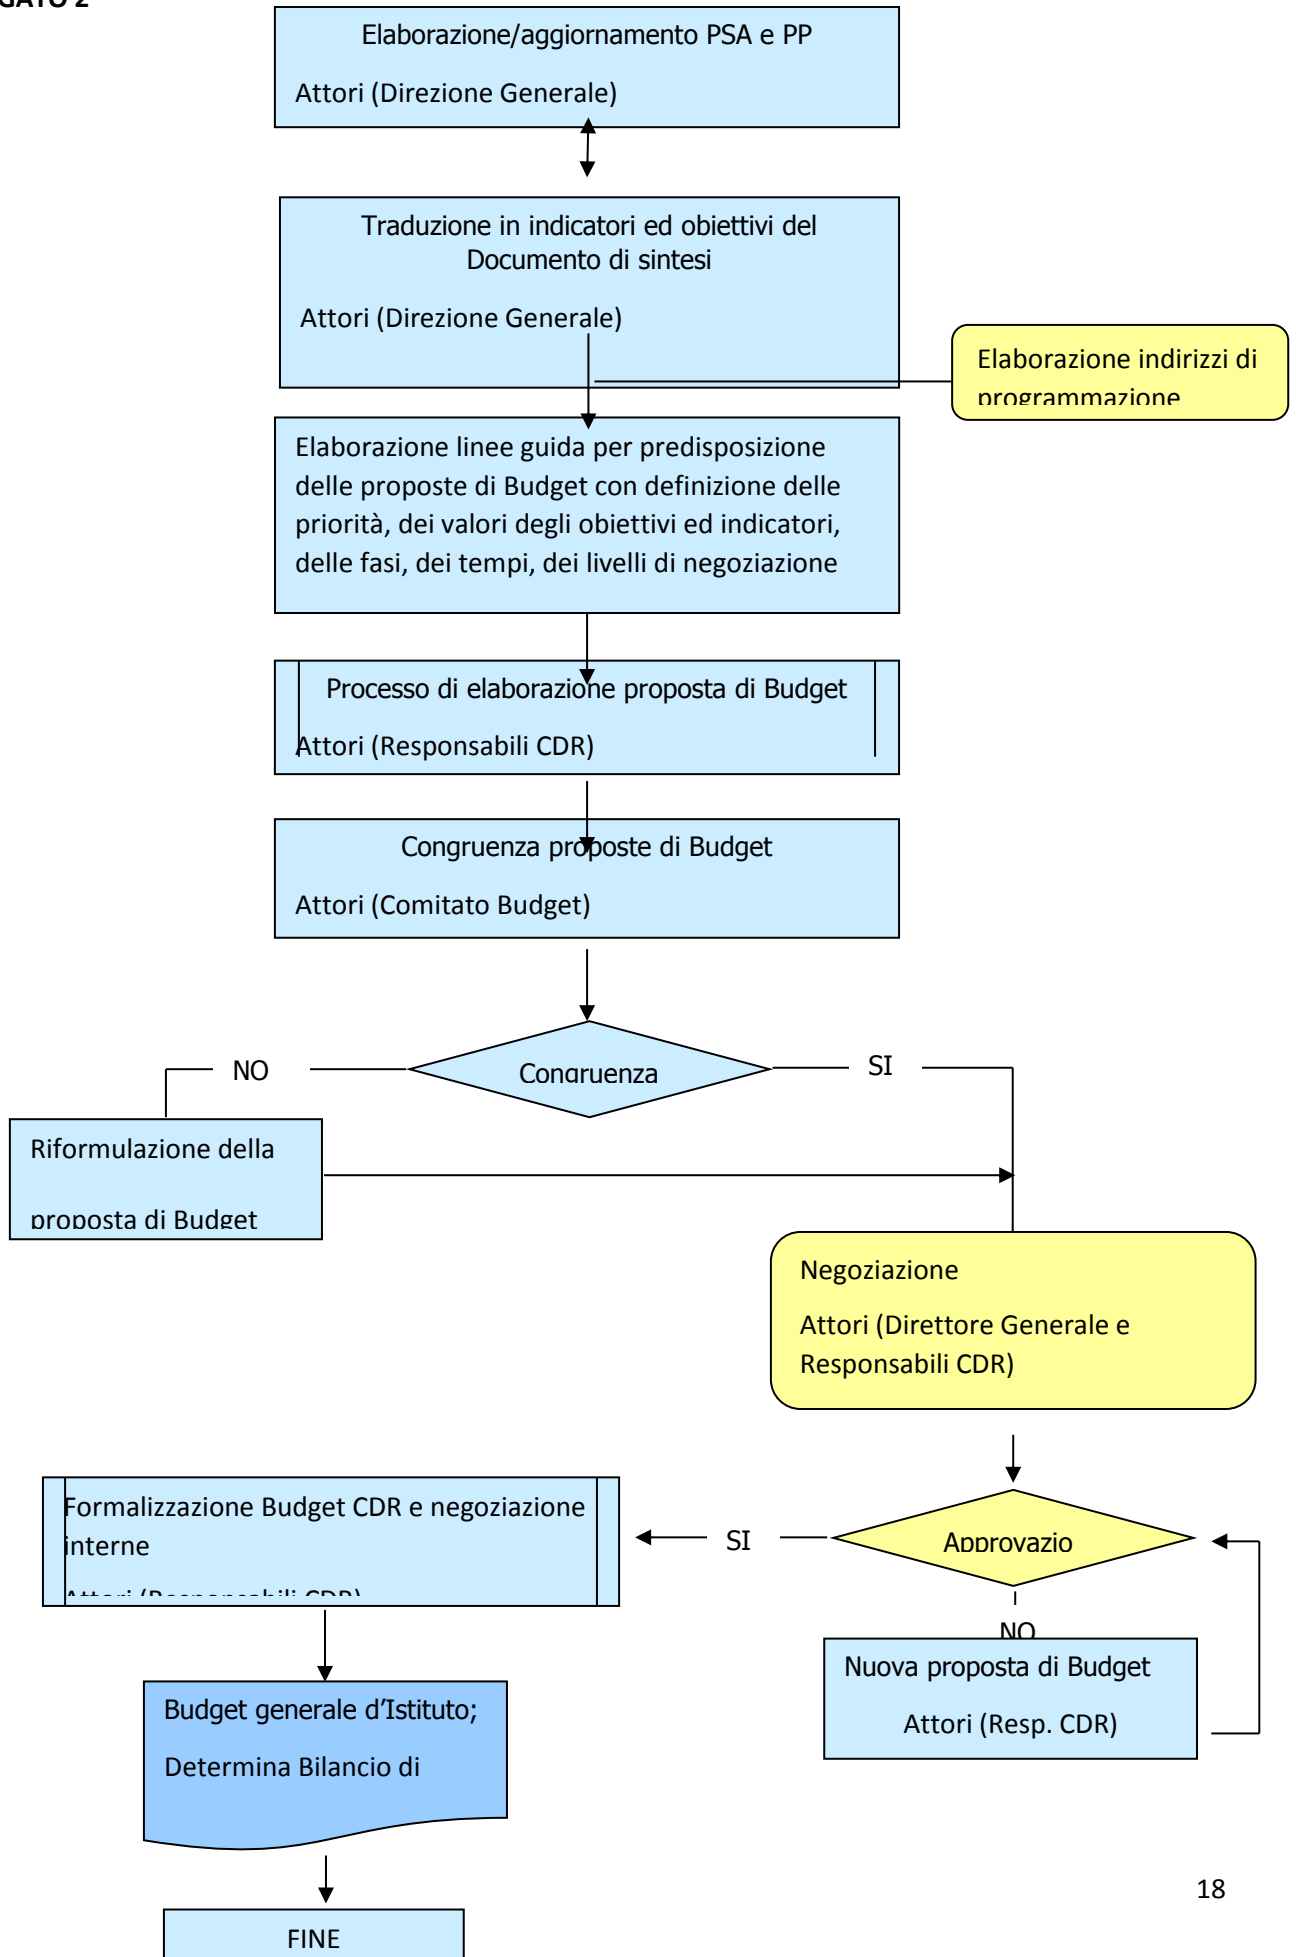 Elaborazione/aggiornamento PSA e PP
Attori (Direzione Generale)
Traduzione in indicatori ed obiettivi del
Documento di sintesi
Attori (Direzione Generale)
Elaborazione indirizzi di
programmazione
Elaborazione linee guida per predisposizione
delle proposte di Budget con definizione delle
priorità, dei valori degli obiettivi ed indicatori,
delle fasi, dei tempi, dei livelli di negoziazione
Processo di elaborazione proposta di Budget
Attori (Responsabili CDR)
Congruenza proposte di Budget
Attori (Comitato Budget)
NO
Congruenza
SI
Riformulazione della
proposta di Budget
Negoziazione
Attori (Direttore Generale e
Responsabili CDR)
Formalizzazione Budget CDR e negoziazione
interne
Attori (Responsabili CDR)
SI
Approvazio
NO
Nuova proposta di Budget
Attori (Resp. CDR)
Budget generale d’Istituto;
Determina Bilancio di
18
FINE